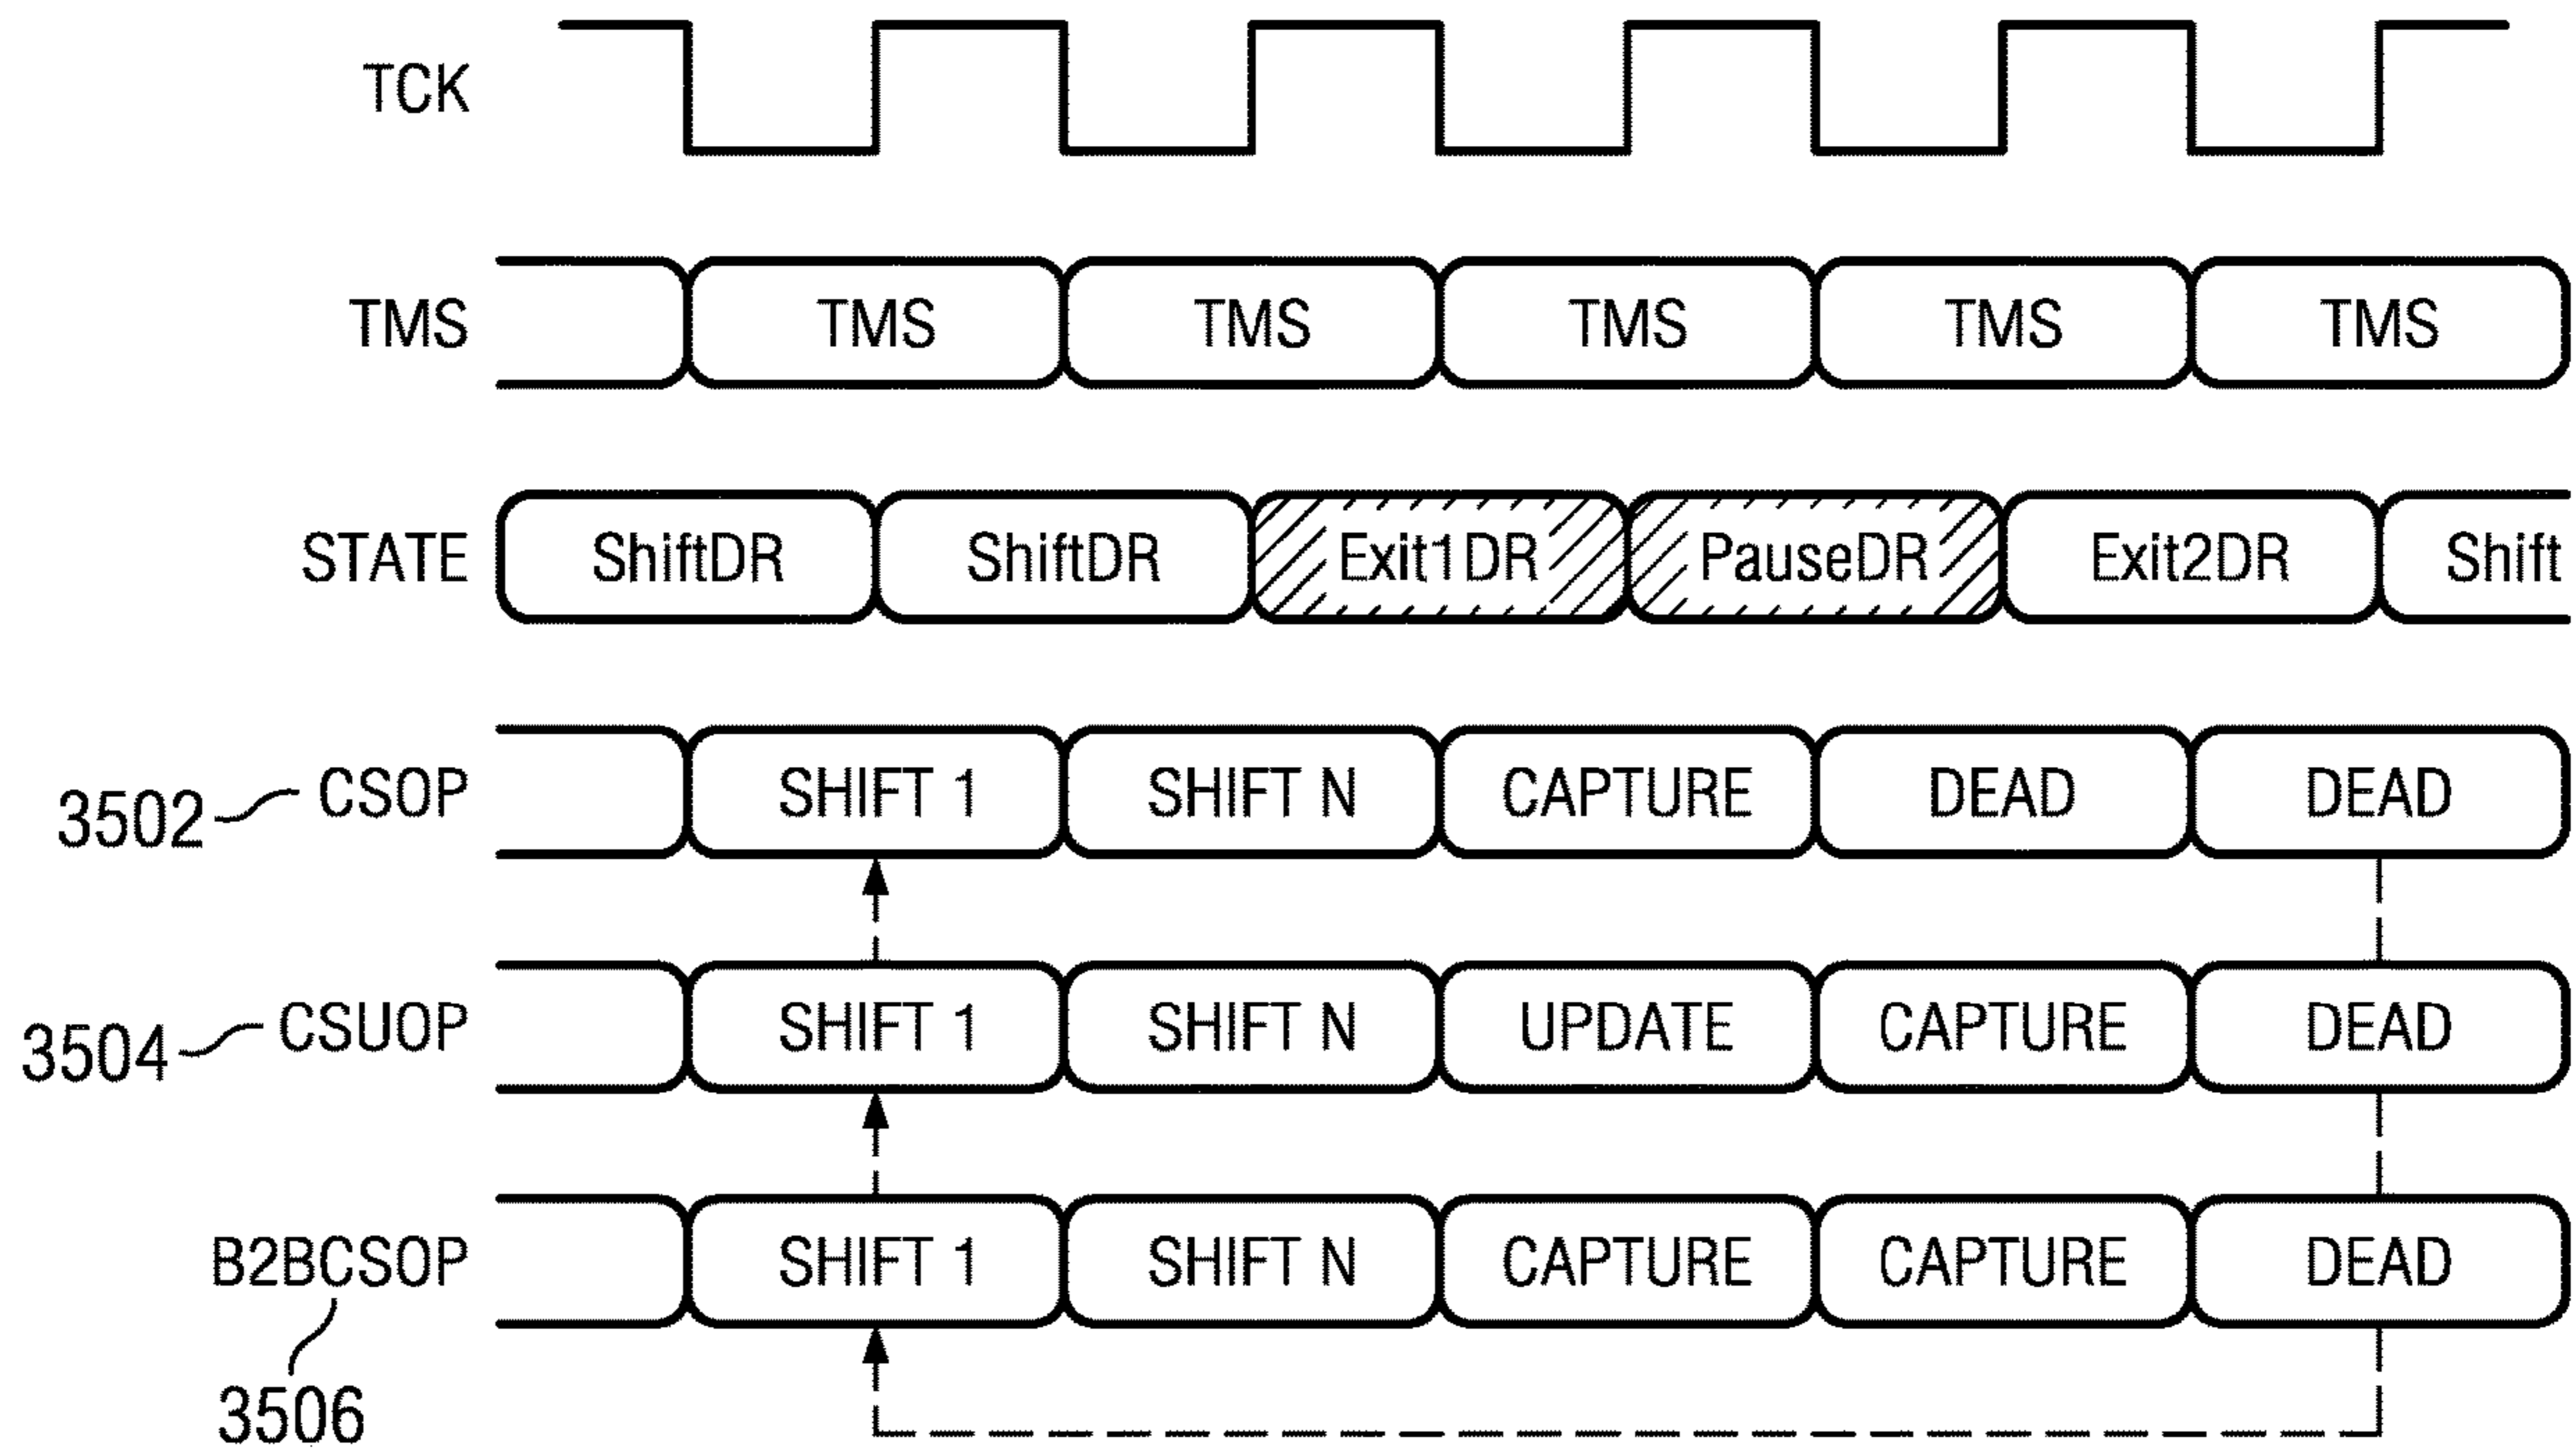 TCK
TMS TMS TMS TMS TMS TMS
STATE ShiftDR ShiftDR Exit1DR PauseDR Exit2DR Shift
3502 CSOP SHIFT 1 SHIFT N CAPTURE DEAD DEAD
3504 CSUOP SHIFT 1 SHIFT N UPDATE CAPTURE DEAD
B2BCSOP SHIFT 1 SHIFT N CAPTURE CAPTURE DEAD
3506